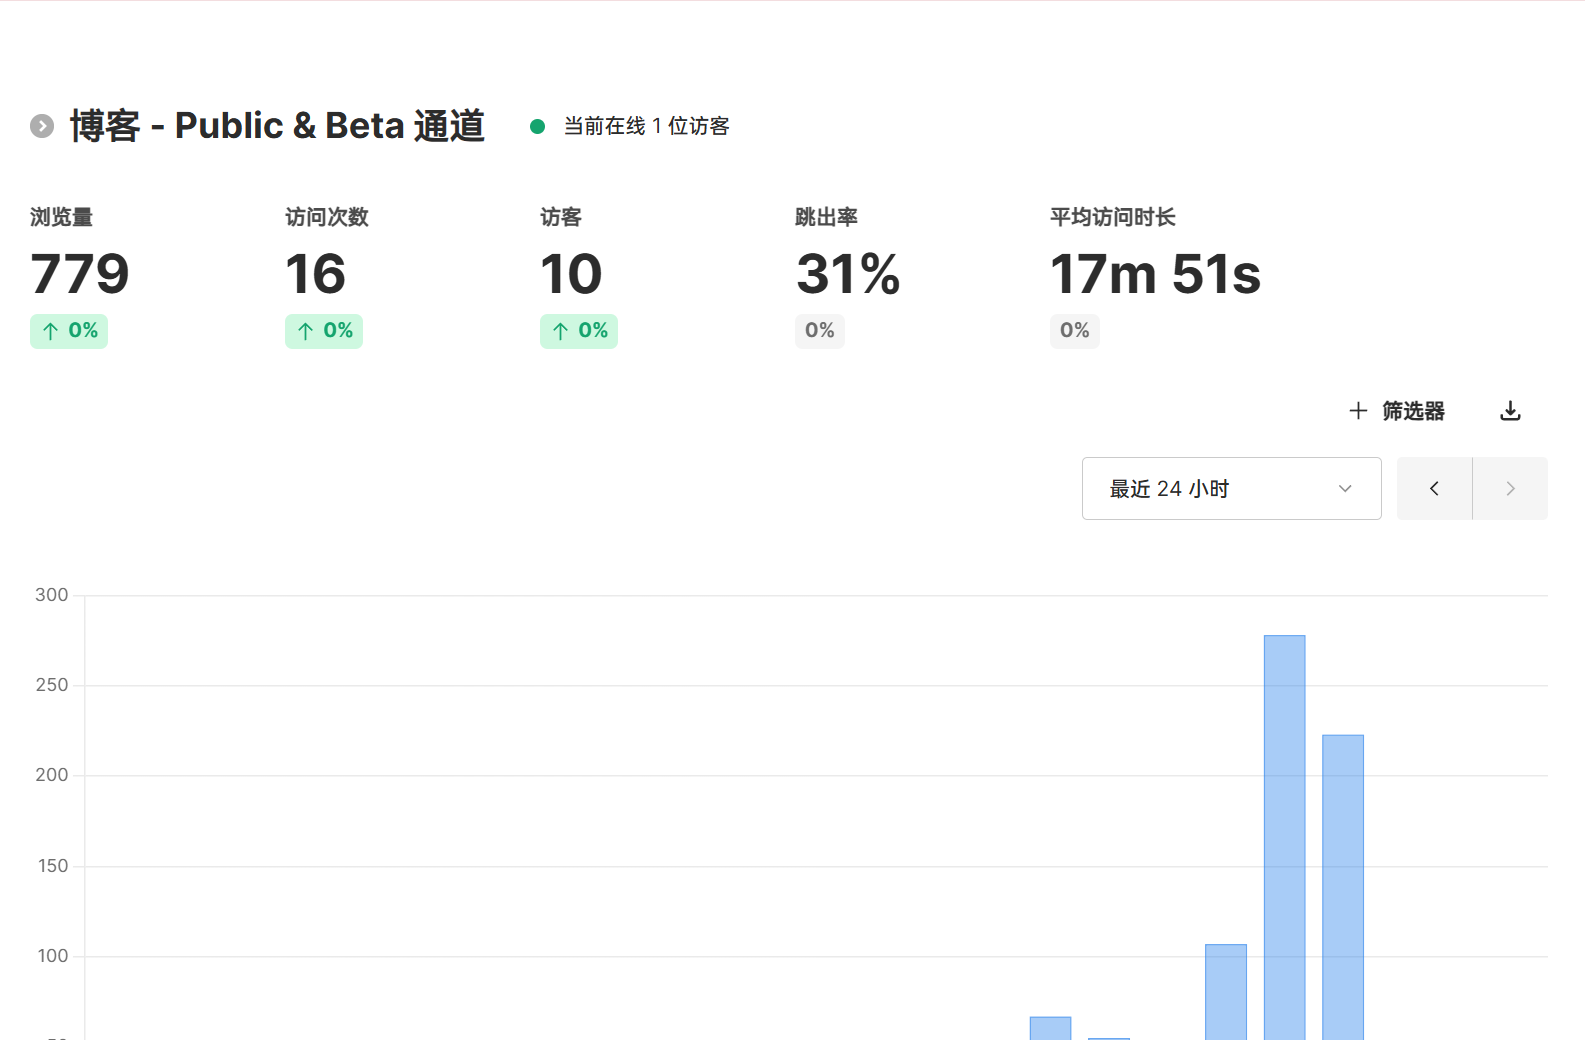 博客 - Public & Beta 通道
当前在线 1 位访客
浏览量
访问次数
访客
跳出率
平均访问时长
779
16
10
31%
17m 51s
↑ 0%
↑ 0%
↑ 0%
0%
0%
筛选器
最近 24 小时
300
250
200
150
100